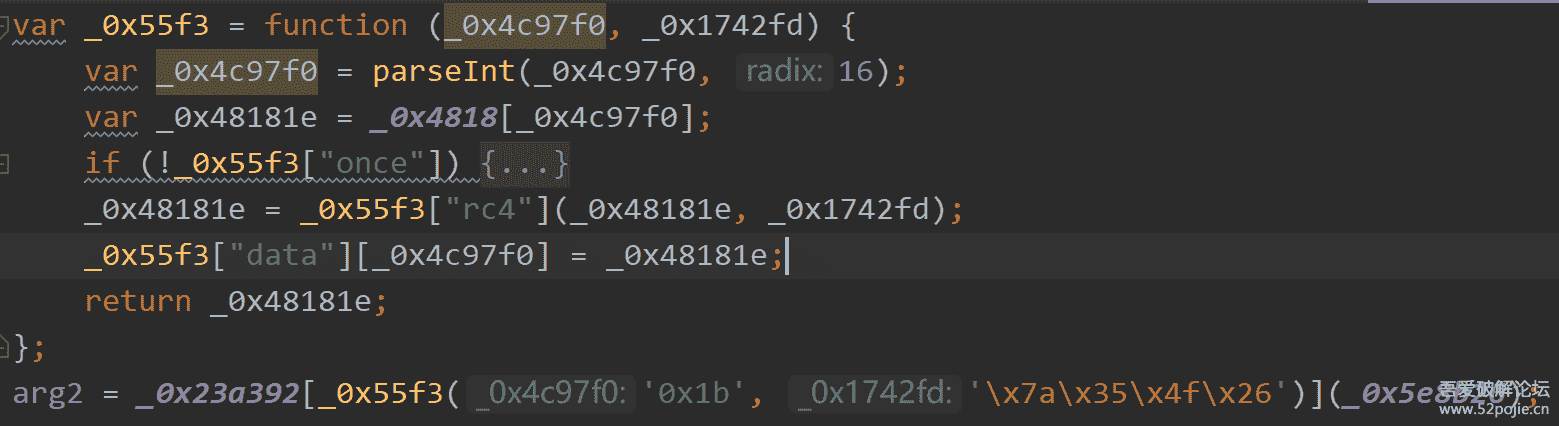 var _0x55f3 = function (_0x4c97f0, _0x1742fd) {
var _0x4c97f0 = parseInt(_0x4c97f0, radix: 16);
var _0x48181e = _0x4818[_0x4c97f0];
if (!_0x55f3["once"]) {...}
_0x48181e = _0x55f3["rc4"](_0x48181e, _0x1742fd);
_0x55f3["data"][_0x4c97f0] = _0x48181e;
return _0x48181e;
};
arg2 = _0x23a392[_0x55f3(_0x4c97f0: '0x1b', _0x1742fd: '\x7a\x35\x4f\x26')](
吾爱破解论坛
www.52pojie.cn